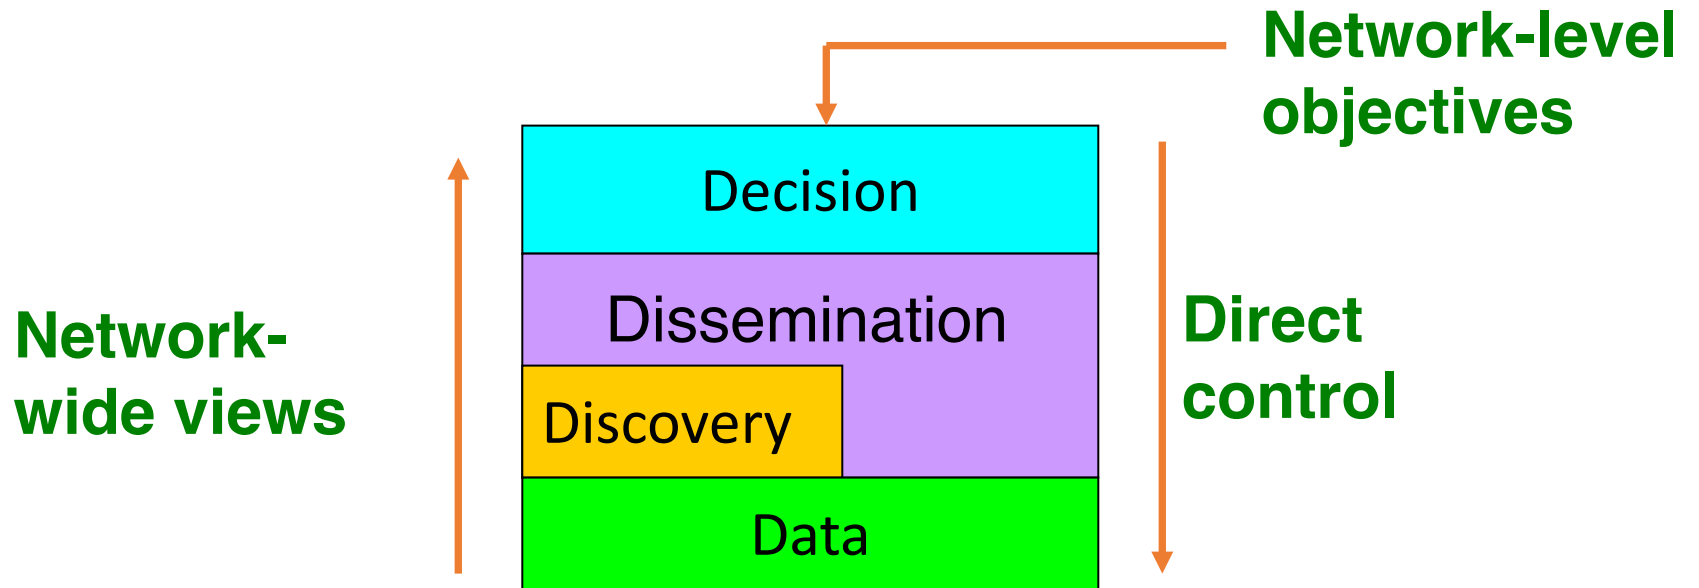 Network-level
objectives
Decision
Dissemination
Network-
wide views
Direct
control
Discovery
Data